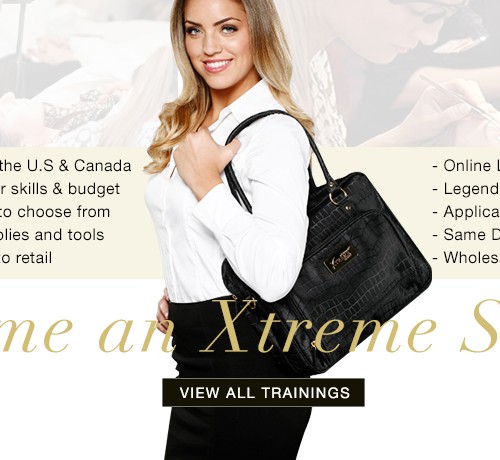 the U.S & Canada
skills & budget
to choose from
and tools
to retail
- Online
- Legend
- Applica
- Same D
- Wholes
me an Xtreme S
VIEW ALL TRAININGS